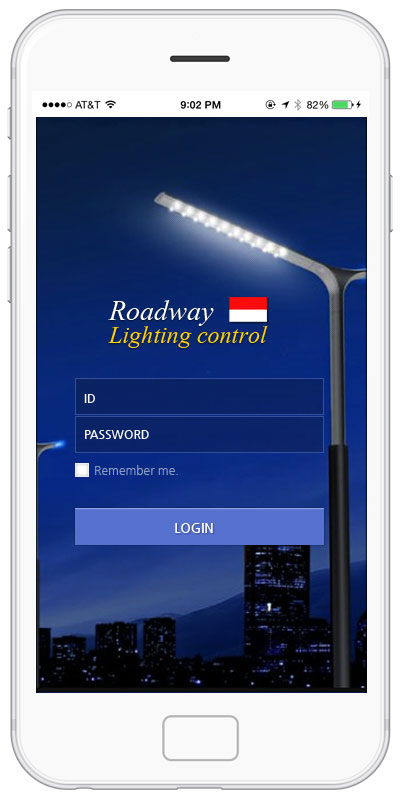 AT&T 9:02 PM 82%
Roadway
Lighting control
ID
PASSWORD
Remember me.
LOGIN